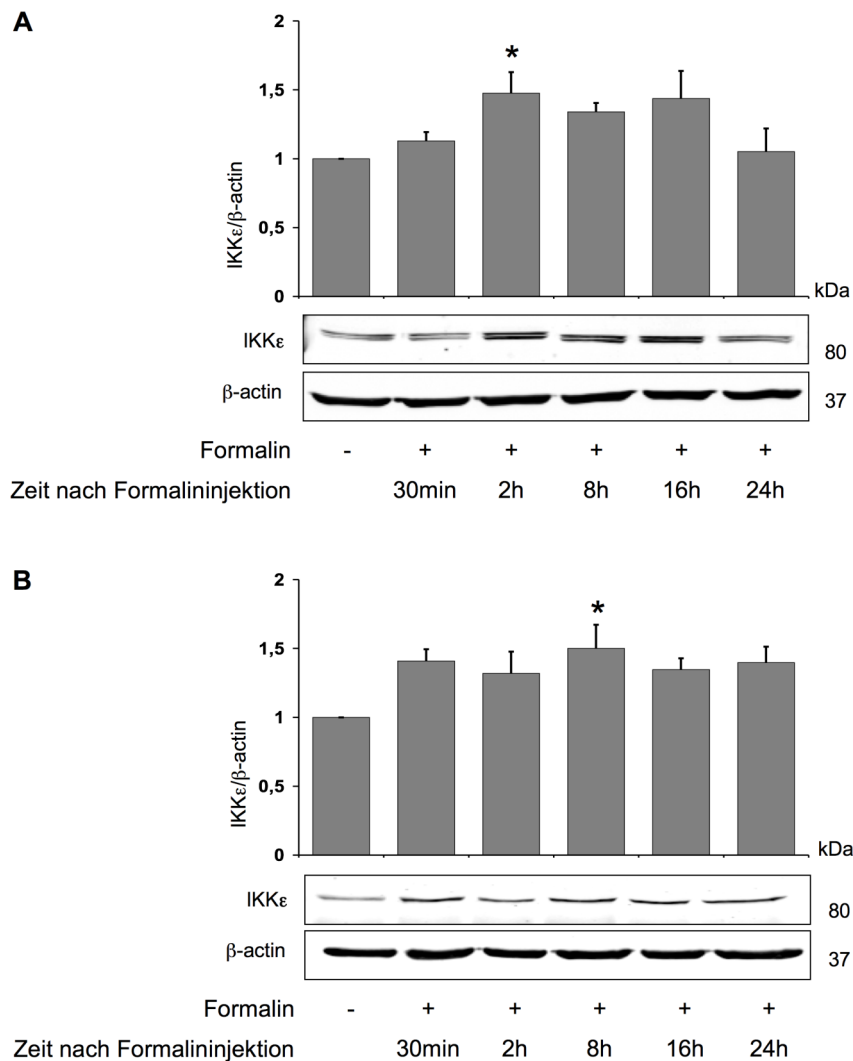 A
2
*
1,5
1
0,5
0
IKKε/β-actin
kDa
IKKε
80
β-actin
37
Formalin - + + + + +
Zeit nach Formalininjektion 30min 2h 8h 16h 24h
B
2
*
1,5
1
0,5
0
IKKε/β-actin
kDa
IKKε
80
β-actin
37
Formalin - + + + + +
Zeit nach Formalininjektion 30min 2h 8h 16h 24h